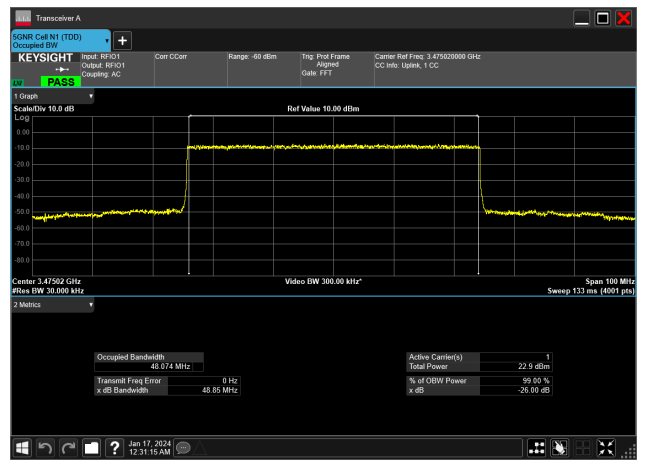 Transceiver A
5GNR Cell N1 (TDD)
Occupied BW
KEYSIGHT Input: RFIO1 Corr CCorr Range: -60 dBm Trig: Prot Frame Carrier Ref Freq: 3.475020000 GHz
Output: RFIO1 Aligned CC Info: Uplink, 1 CC
Coupling: AC Gate: FFT
PASS
1 Graph
Scale/Div 10.0 dB Ref Value 10.00 dBm
Log
0.00
-10.0
-20.0
-30.0
-40.0
-50.0
-60.0
-70.0
-80.0
Center 3.47502 GHz Video BW 300.00 kHz* Span 100 MHz
#Res BW 30.000 kHz Sweep 133 ms (4001 pts)
2 Metrics
Occupied Bandwidth Active Carrier(s) 1
48.074 MHz Total Power 22.9 dBm
Transmit Freq Error 0 Hz % of OBW Power 99.00 %
x dB Bandwidth 48.85 MHz x dB -26.00 dB
Jan 17, 2024
12:31:15 AM